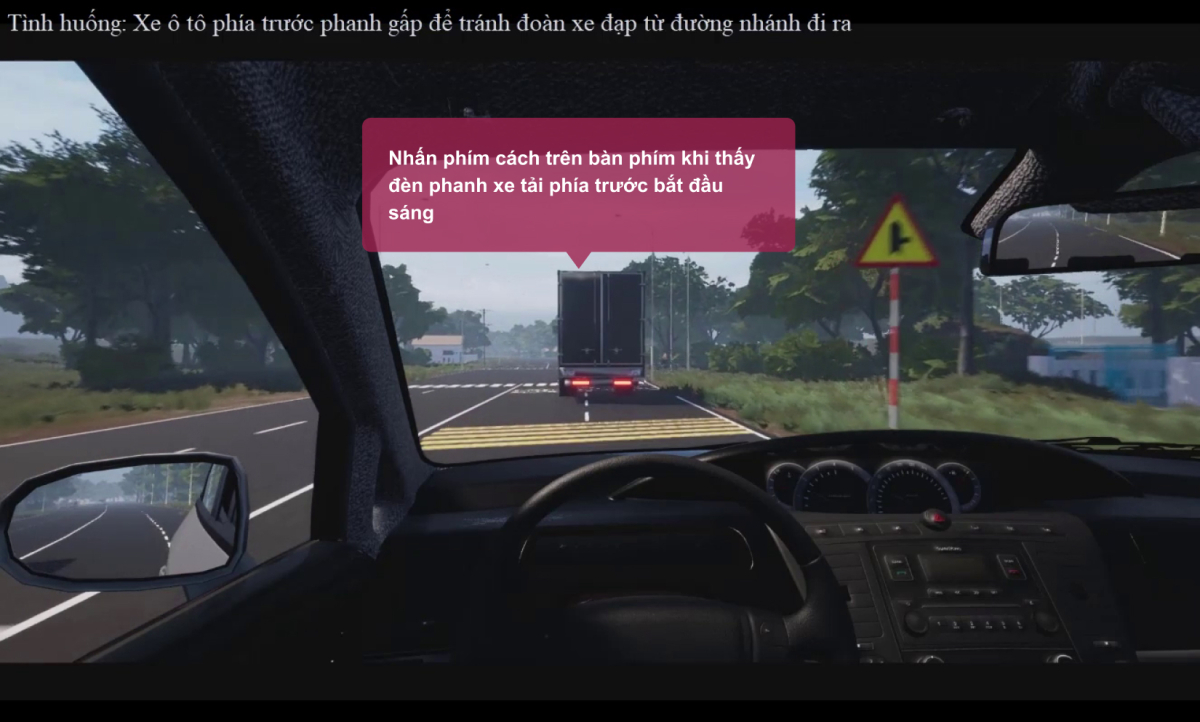 Tình huống: Xe ô tô phía trước phanh gấp để tránh đoàn xe đạp từ đường nhánh đi ra
Nhấn phím cách trên bàn phím khi thấy
đèn phanh xe tải phía trước bắt đầu
sáng